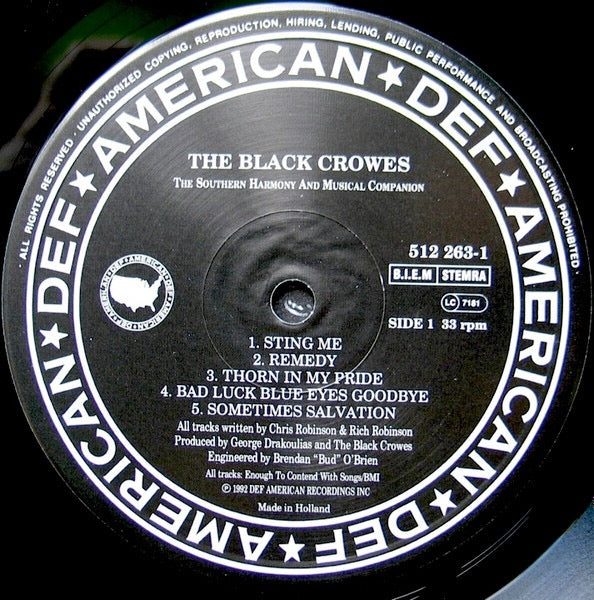 ALL RIGHTS RESERVED · UNAUTHORIZED COPYING, REPRODUCTION, HIRING, LENDING, PUBLIC PERFORMANCE AND BROADCASTING PROHIBITED ·
AMERICAN ★ DEF ★ AMERICAN ★ DEF ★ AMERICAN ★ DEF ★
THE BLACK CROWES
THE SOUTHERN HARMONY AND MUSICAL COMPANION
512 263-1
B.I.E.M STEMRA
LC 7181
SIDE 1 33 rpm
1. STING ME
2. REMEDY
3. THORN IN MY PRIDE
4. BAD LUCK BLUE EYES GOODBYE
5. SOMETIMES SALVATION
All tracks written by Chris Robinson & Rich Robinson
Produced by George Drakoulias and The Black Crowes
Engineered by Brendan “Bud” O’Brien
All tracks: Enough To Contend With Songs/BMI
℗ 1992 DEF AMERICAN RECORDINGS INC
Made in Holland